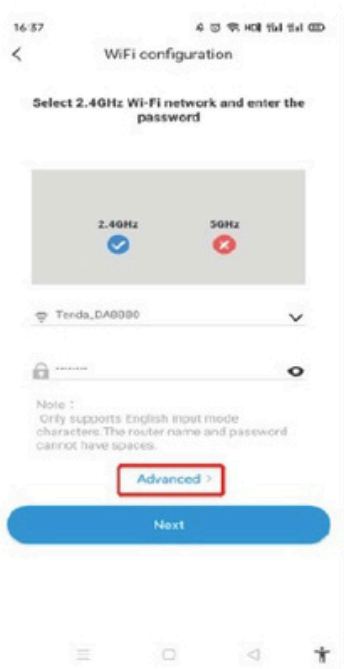 16:37
WiFi configuration
Select 2.4GHz Wi-Fi network and enter the
password
2.4GHz
5GHz
Note :
Only supports English input mode
characters. The router name and password
cannot have spaces.
Advanced >
Next